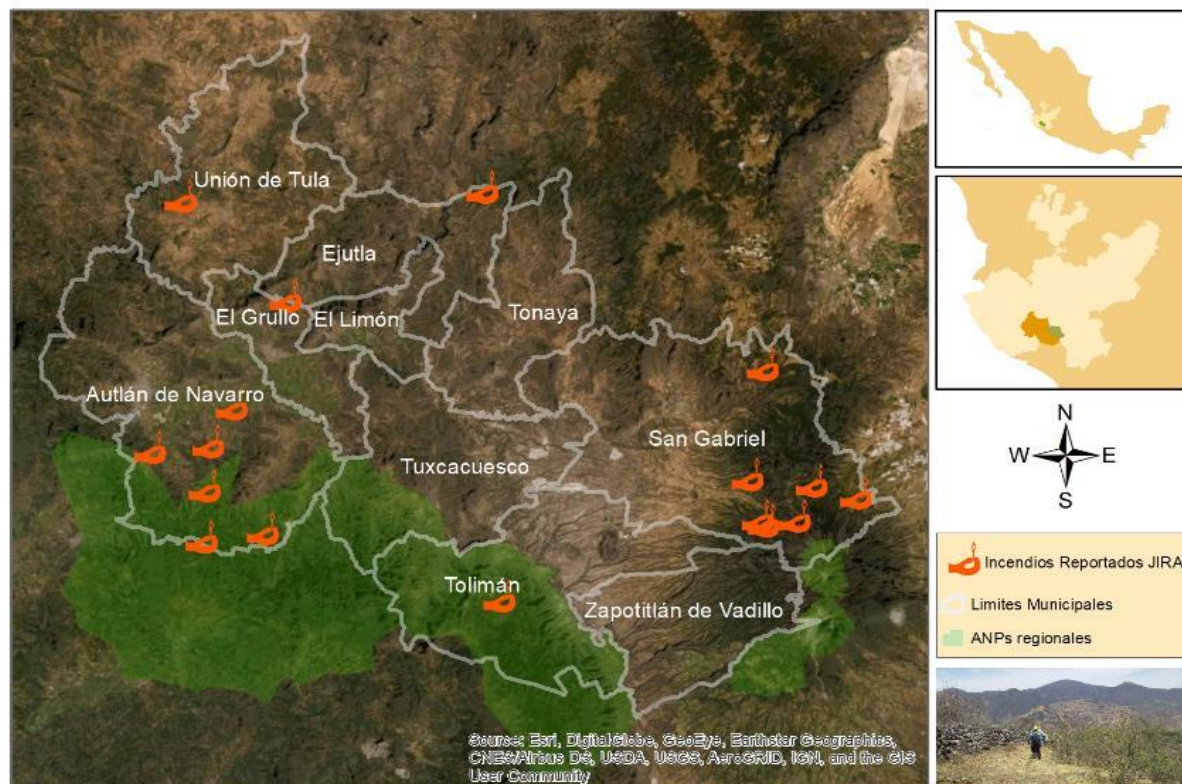 Unión de Tula
Ejutla
El Grullo
El Limón
Tonaya
Autlán de Navarro
San Gabriel
Tuxcacuesco
Tolimán
Zapotitlán de Vadillo
Source: Esri, DigitalGlobe, GeoEye, Earthstar Geographics,
CNES/Airbus DS, USDA, USGS, AeroGRID, IGN, and the GIS
User Community
N
W
E
S
Incendios Reportados JIRA
Limites Municipales
ANPs regionales